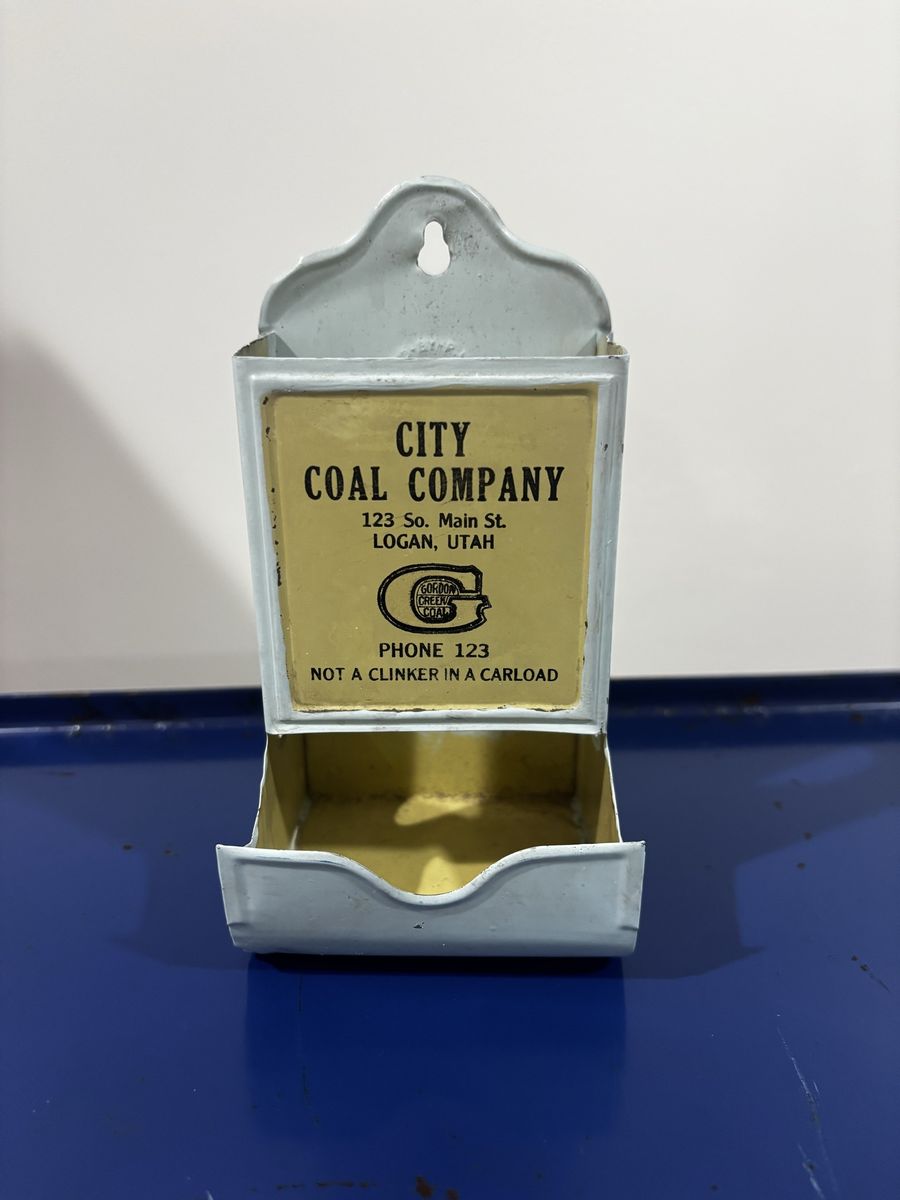 CITY
COAL COMPANY
123 So. Main St.
LOGAN, UTAH
GORDON
CREEK
COAL
PHONE 123
NOT A CLINKER IN A CARLOAD